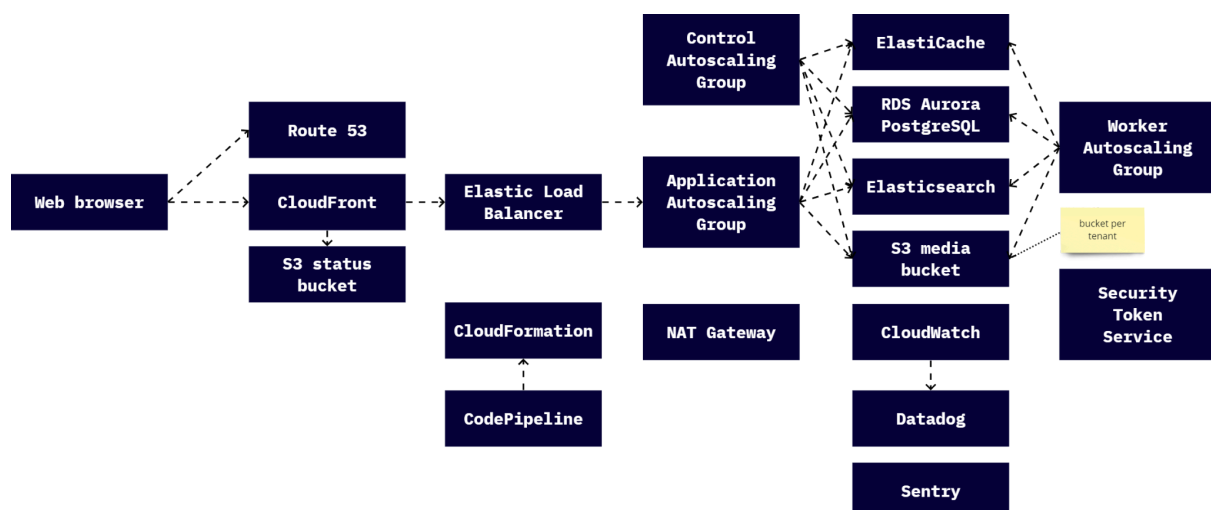 Control
Autoscaling
Group
ElastiCache
Route 53
RDS Aurora
PostgreSQL
Worker
Autoscaling
Group
Web browser
CloudFront
Elastic Load
Balancer
Application
Autoscaling
Group
Elasticsearch
S3 status
bucket
S3 media
bucket
bucket per
tenant
CloudFormation
NAT Gateway
CloudWatch
Security
Token
Service
CodePipeline
Datadog
Sentry